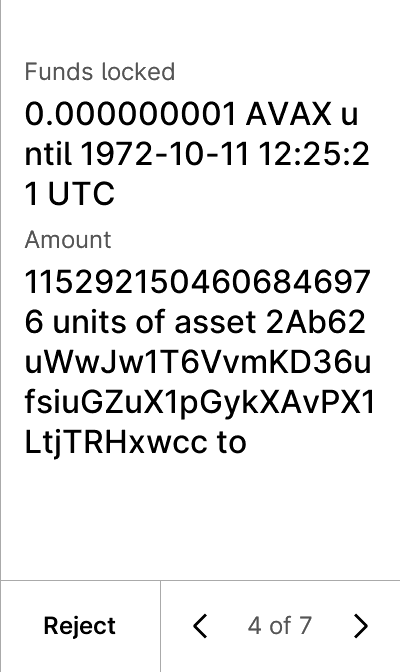 Funds locked
0.000000001 AVAX u
ntil 1972-10-11 12:25:2
1 UTC
Amount
115292150460684697
6 units of asset 2Ab62
uWwJw1T6VvmKD36u
fsiuGZuX1pGykXAvPX1
LtjTRHxwcc to
Reject
4 of 7